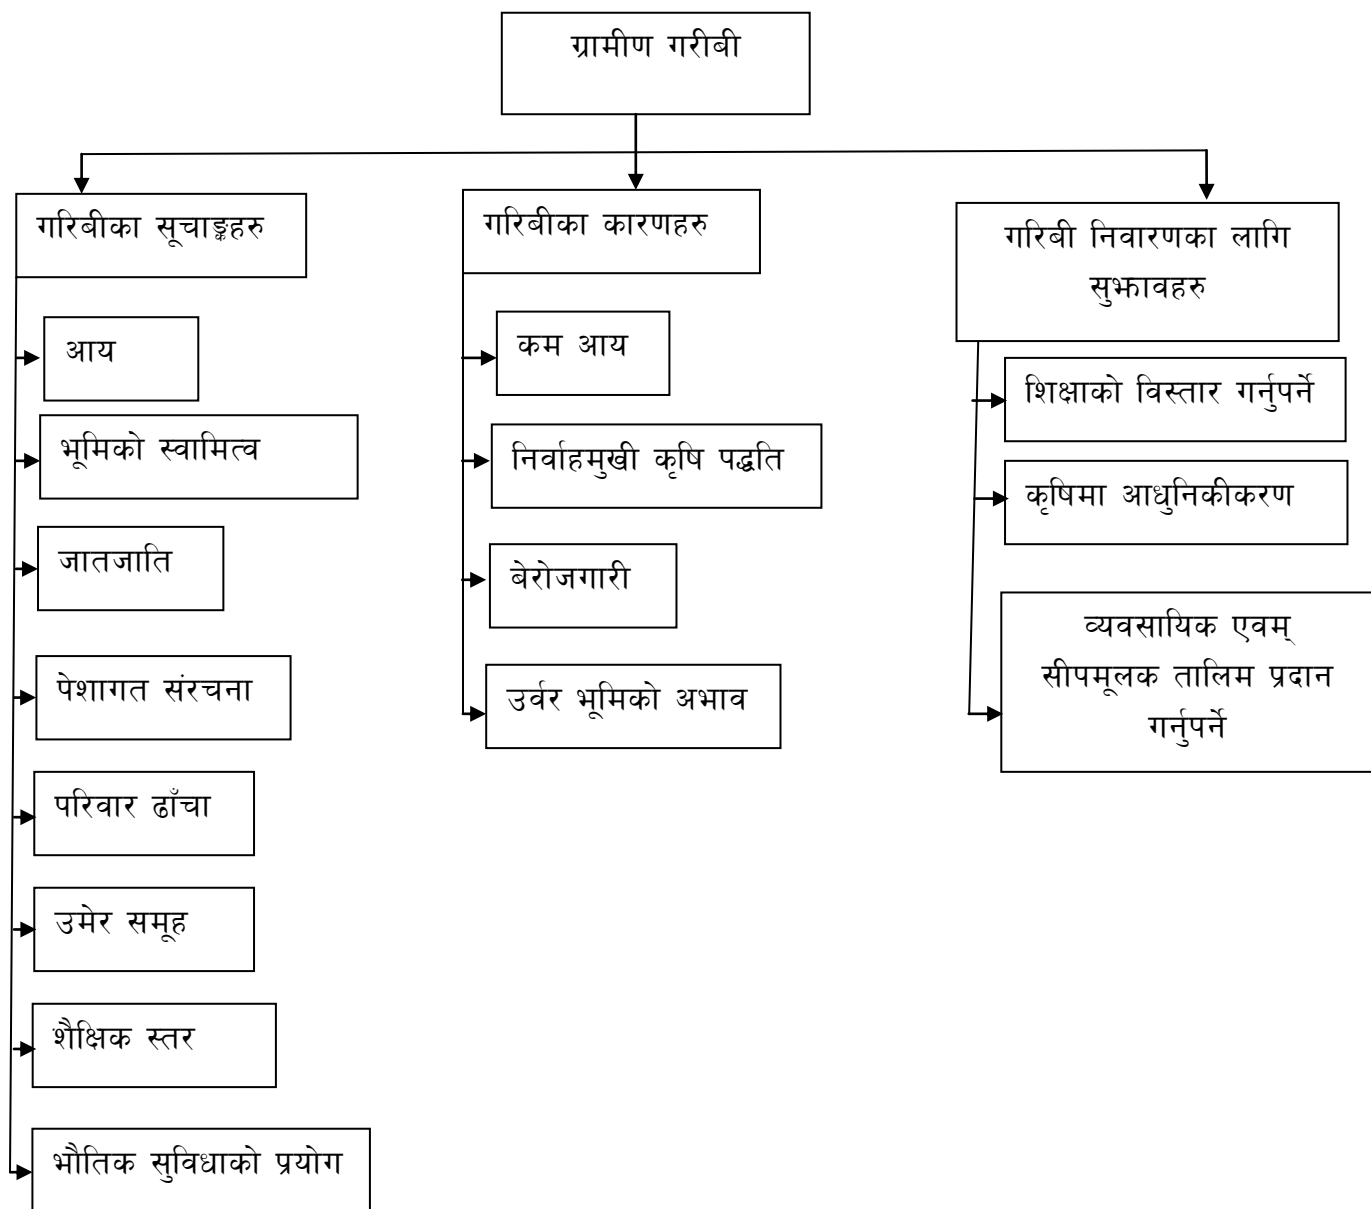 ग्रामीण गरीबी
गरिबीका सूचाङ्कहरु
आय
भूमिको स्वामित्व
जातजाति
पेशागत संरचना
परिवार ढाँचा
उमेर समूह
शैक्षिक स्तर
भौतिक सुविधाको प्रयोग
गरिबीका कारणहरु
कम आय
निर्वाहमुखी कृषि पद्धति
बेरोजगारी
उर्वर भूमिको अभाव
गरिबी निवारणका लागि
सुझावहरु
शिक्षाको विस्तार गर्नुपर्ने
कृषिमा आधुनिकीकरण
व्यवसायिक एवम्
सीपमूलक तालिम प्रदान
गर्नुपर्ने